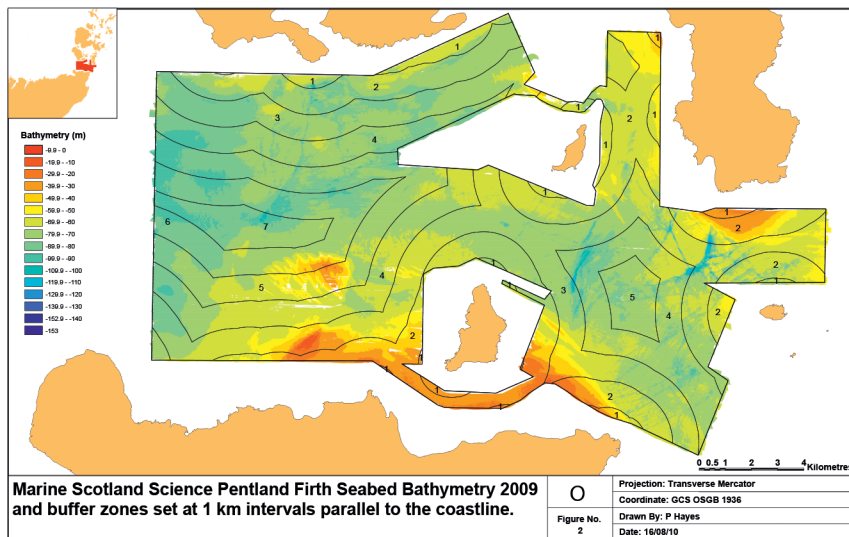 Bathymetry (m)
-9.9 - 0
-19.9 - -10
-29.9 - -20
-39.9 - -30
-49.9 - -40
-59.9 - -50
-69.9 - -60
-79.9 - -70
-89.9 - -80
-99.9 - -90
-109.9 - -100
-119.9 - -110
-129.9 - -120
-139.9 - -130
-152.9 - -140
-153
1
1
2
1
1
3
2
4
1
1
1
6
7
1
2
4
2
5
3
1
5
1
4
2
2
1
1
1
2
1
1
0 0.5 1 2 3 4
Kilometres
Marine Scotland Science Pentland Firth Seabed Bathymetry 2009
and buffer zones set at 1 km intervals parallel to the coastline.
O
Figure No.
2
Projection: Transverse Mercator
Coordinate: GCS OSGB 1936
Drawn By: P Hayes
Date: 16/08/10